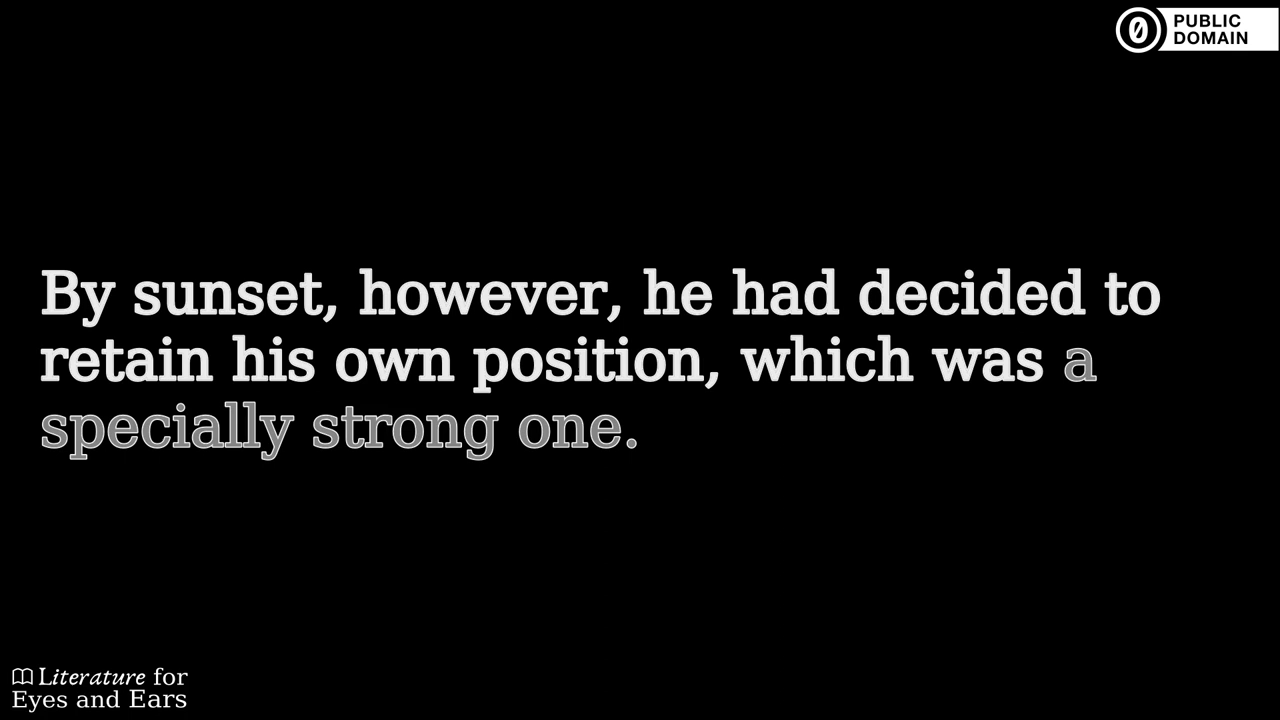 PUBLIC
DOMAIN
By sunset, however, he had decided to
retain his own position, which was a
specially strong one.
Literature for
Eyes and Ears